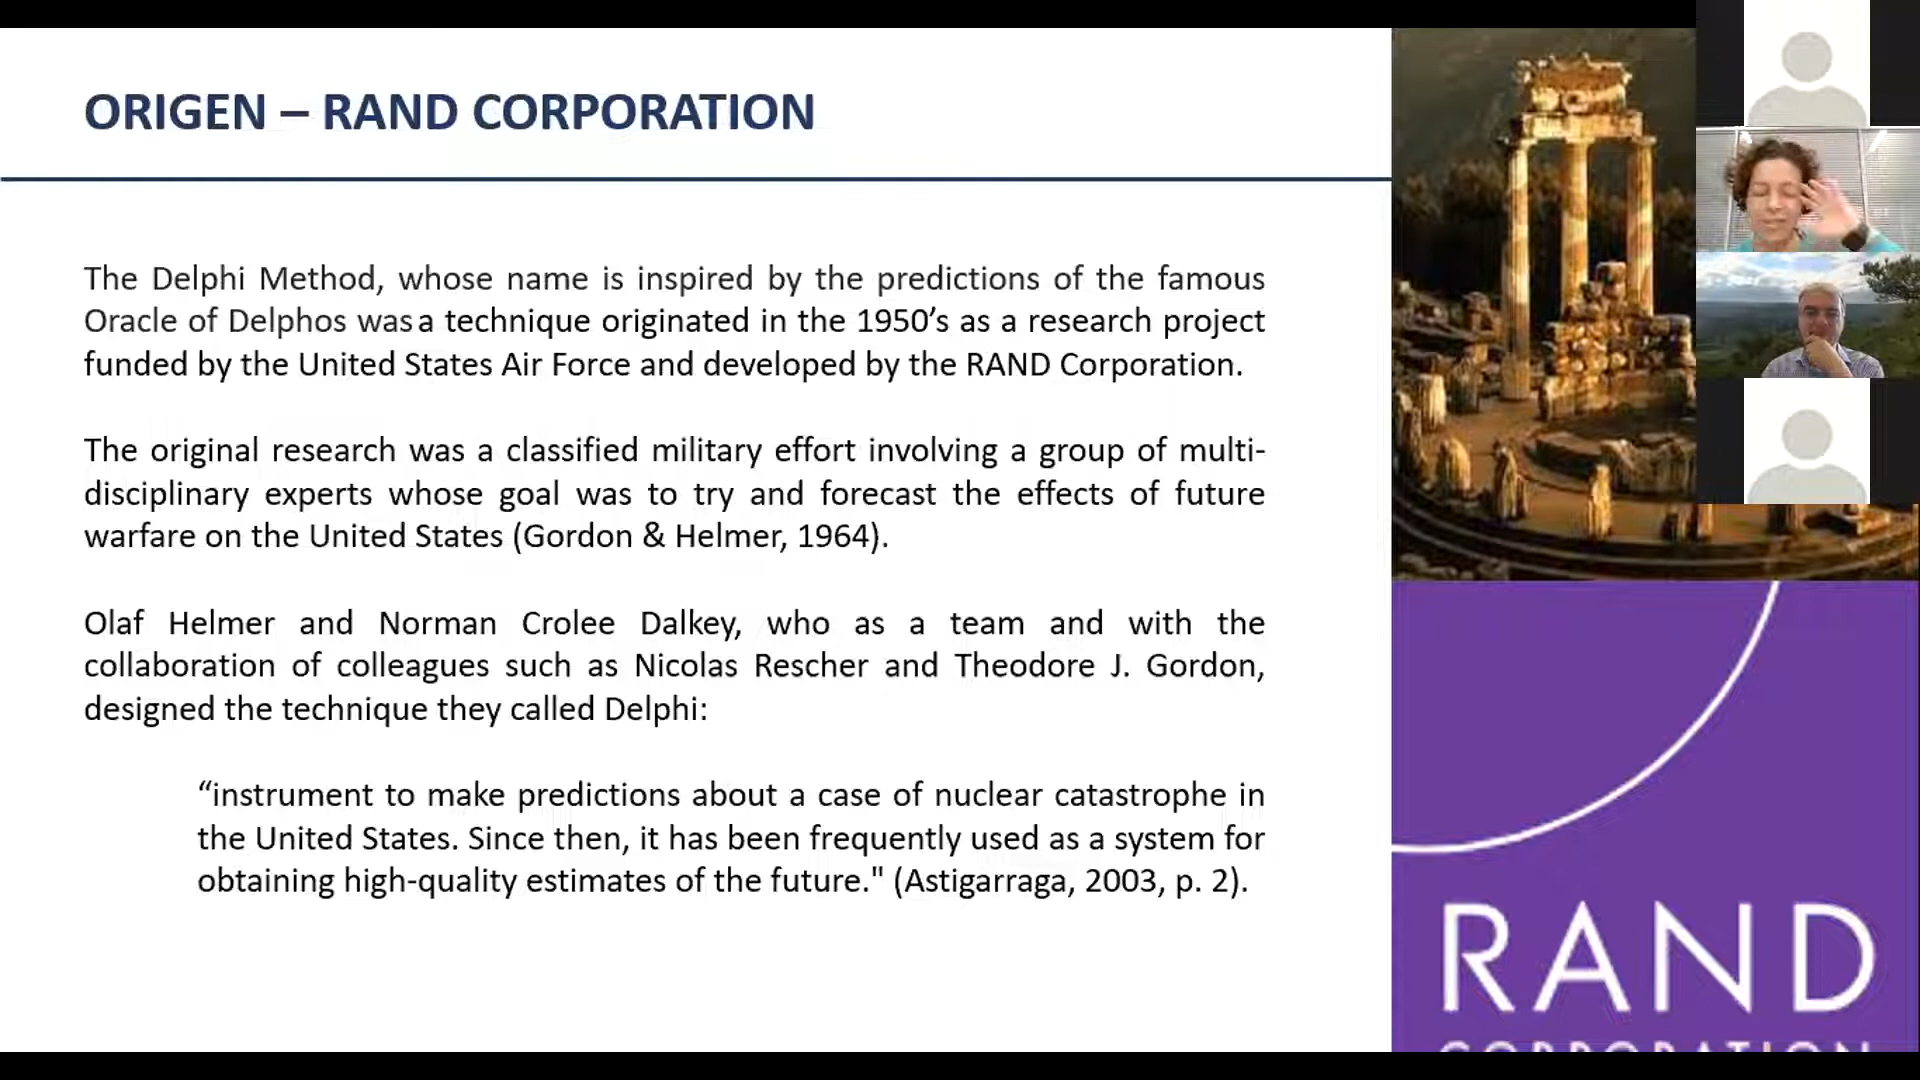 ORIGEN – RAND CORPORATION
The Delphi Method, whose name is inspired by the predictions of the famous
Oracle of Delphos was a technique originated in the 1950’s as a research project
funded by the United States Air Force and developed by the RAND Corporation.
The original research was a classified military effort involving a group of multi-
disciplinary experts whose goal was to try and forecast the effects of future
warfare on the United States (Gordon & Helmer, 1964).
Olaf Helmer and Norman Crolee Dalkey, who as a team and with the
collaboration of colleagues such as Nicolas Rescher and Theodore J. Gordon,
designed the technique they called Delphi:
“instrument to make predictions about a case of nuclear catastrophe in
the United States. Since then, it has been frequently used as a system for
obtaining high-quality estimates of the future." (Astigarraga, 2003, p. 2).
RAND
CORPORATION